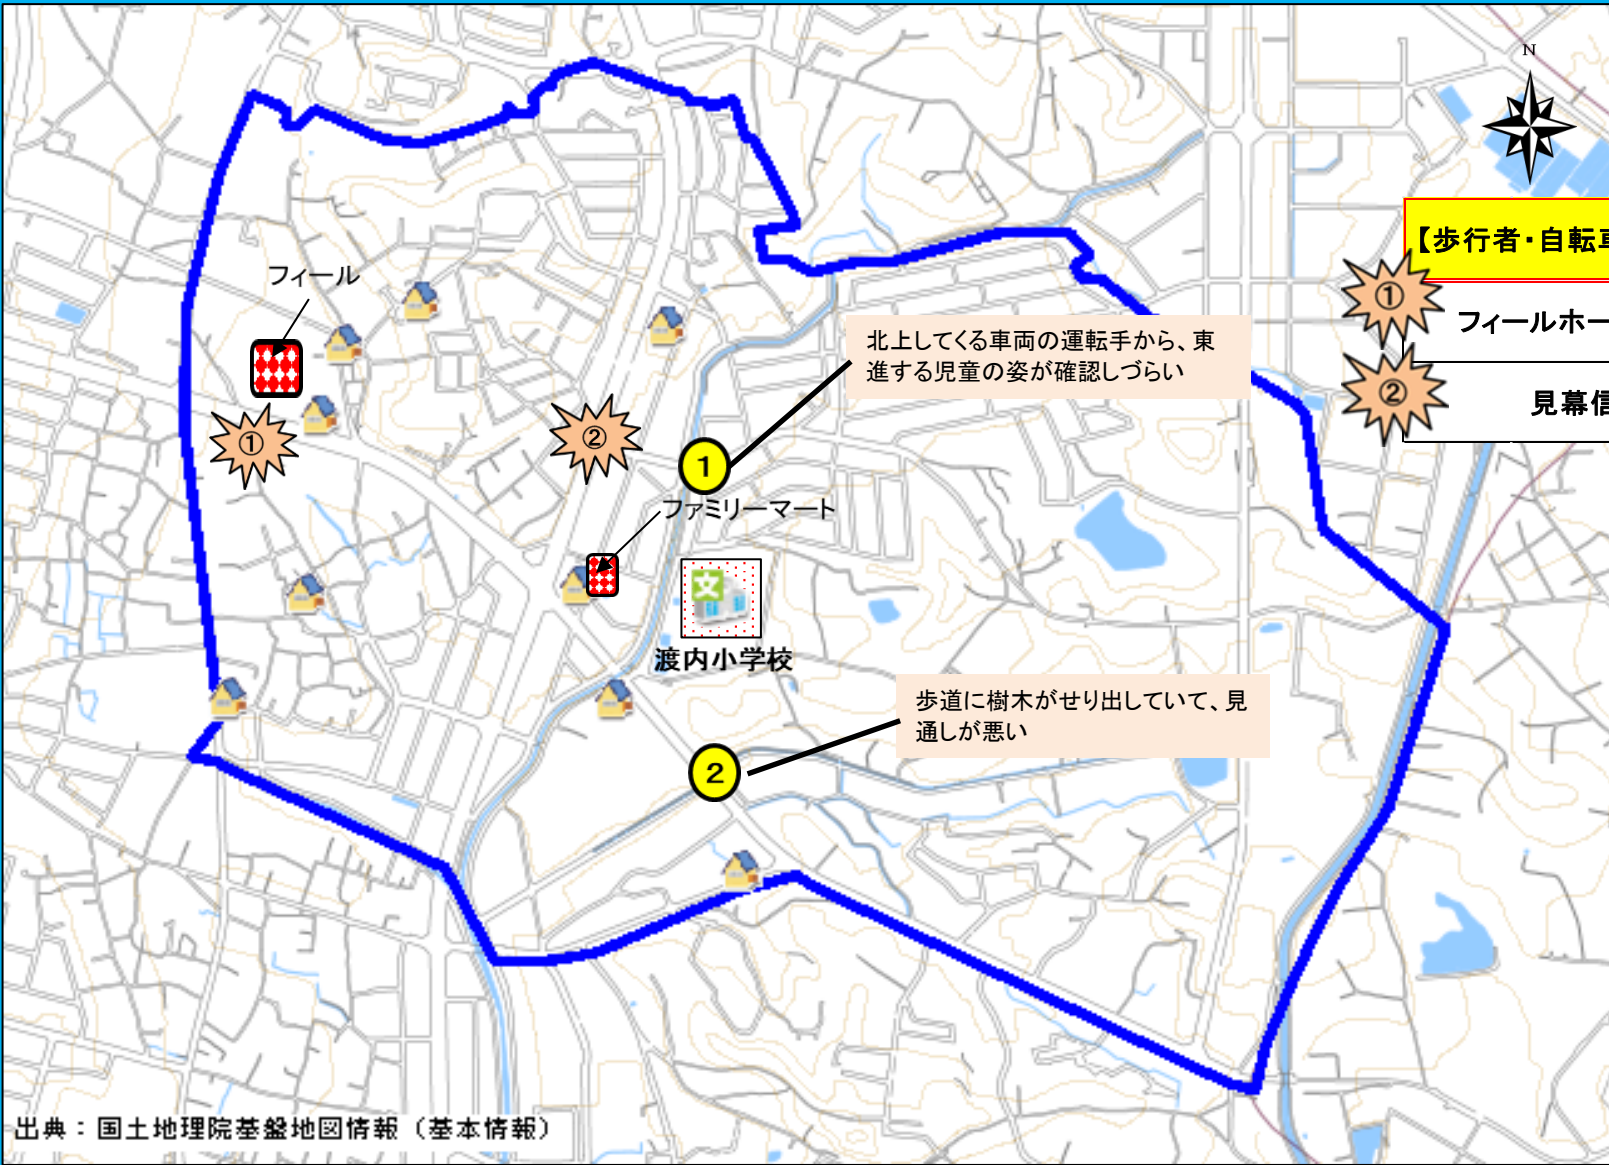 N
【歩行者・自転
①
フィールホー
②
見幕
フィール
北上してくる車両の運転手から、東
進する児童の姿が確認しづらい
①
②
1
ファミリーマート
文
渡内小学校
歩道に樹木がせり出していて、見
通しが悪い
2
出典：国土地理院基盤地図情報（基本情報）